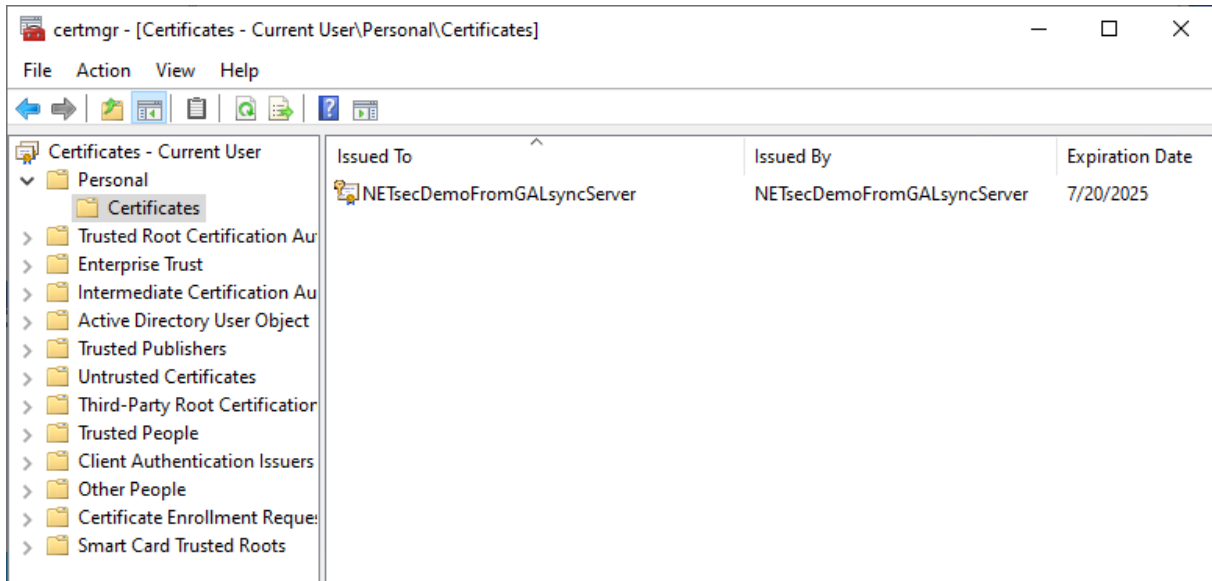 certmgr - [Certificates - Current User\Personal\Certificates]
File Action View Help
Certificates - Current User
Personal
Certificates
Trusted Root Certification Au
Enterprise Trust
Intermediate Certification Au
Active Directory User Object
Trusted Publishers
Untrusted Certificates
Third-Party Root Certification
Trusted People
Client Authentication Issuers
Other People
Certificate Enrollment Reques
Smart Card Trusted Roots
Issued To Issued By Expiration Date
NETsecDemoFromGALsyncServer NETsecDemoFromGALsyncServer 7/20/2025